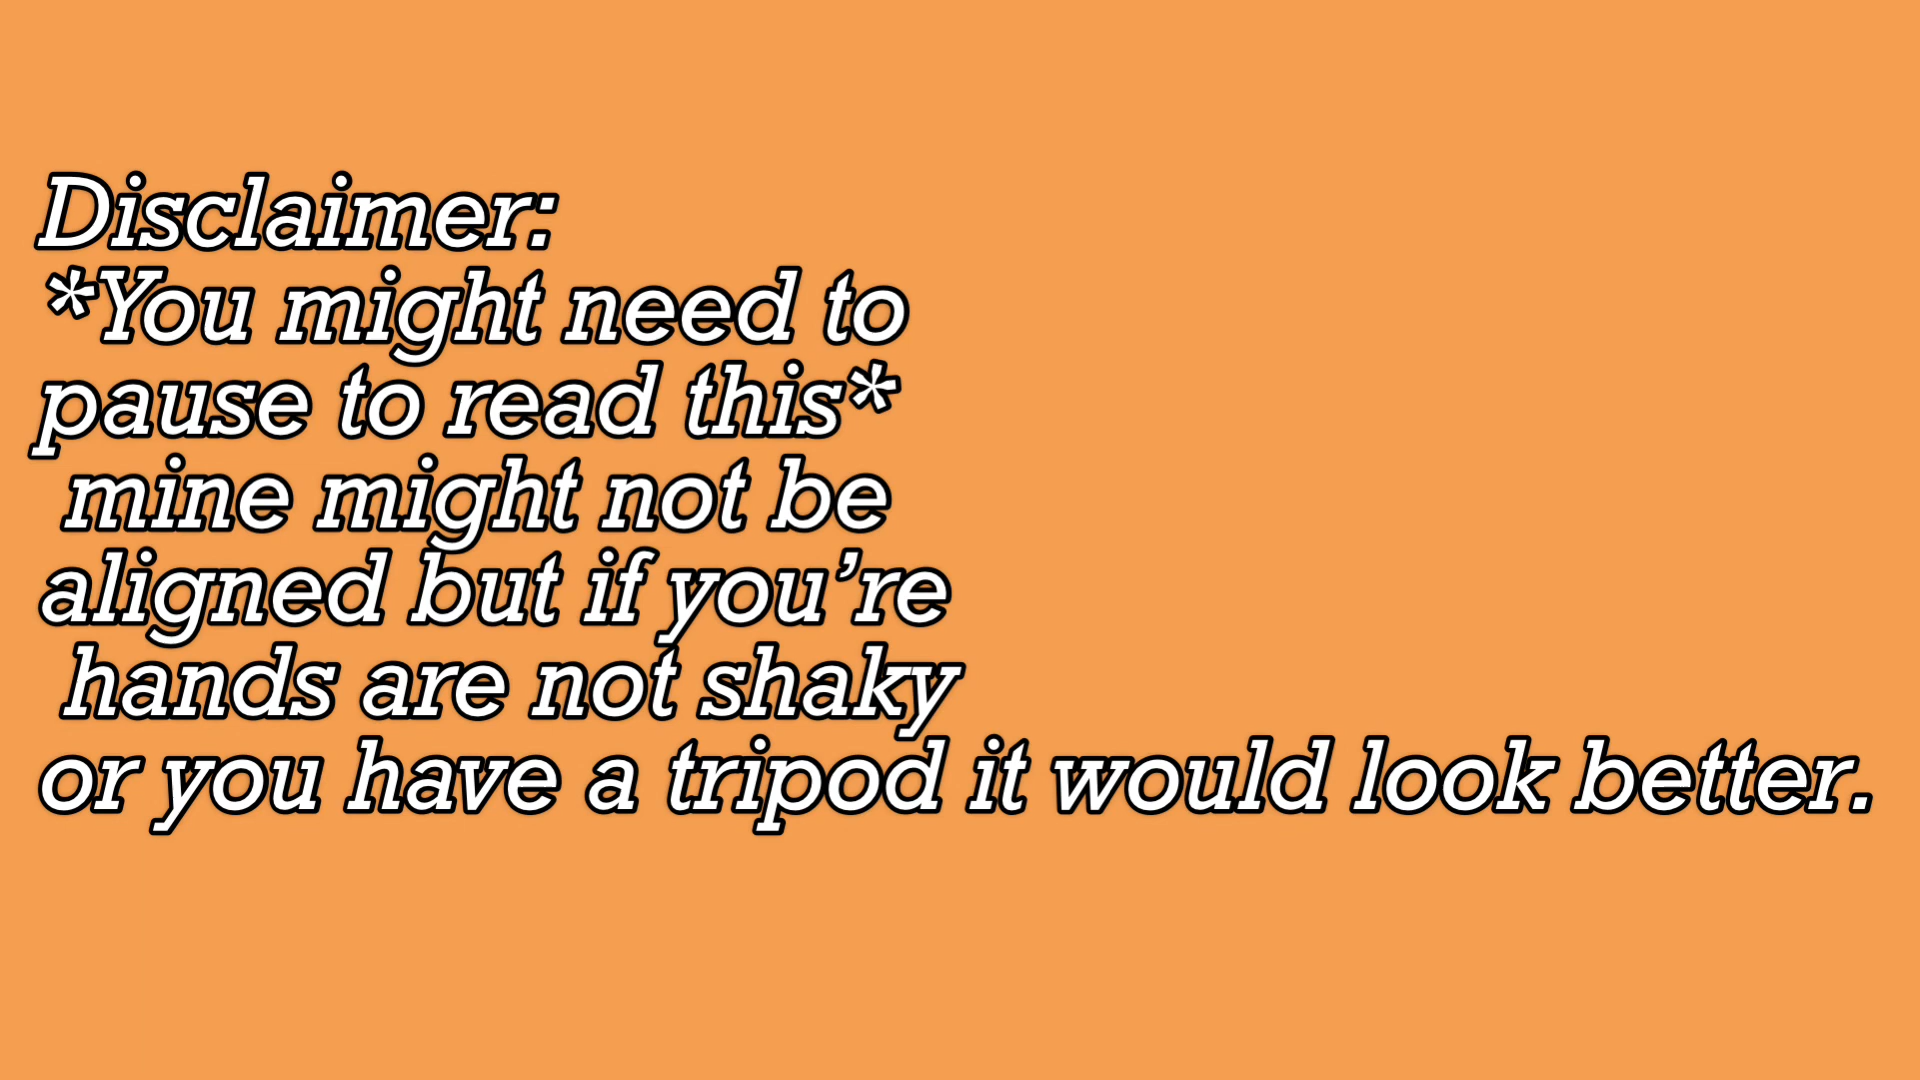 Disclaimer:
*You might need to
pause to read this*
mine might not be
aligned but if you’re
hands are not shaky
or you have a tripod it would look better.